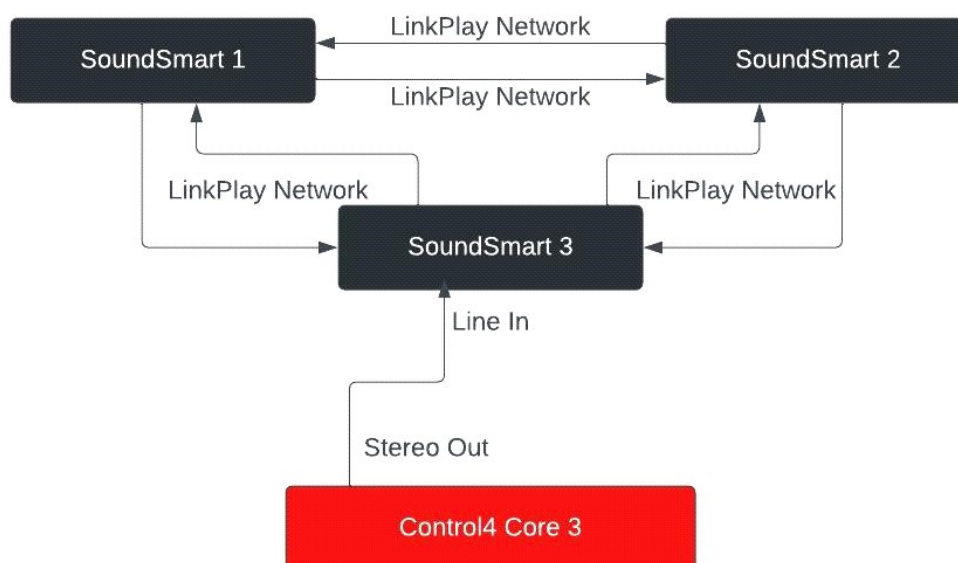 LinkPlay Network
SoundSmart 1
SoundSmart 2
LinkPlay Network
LinkPlay Network
LinkPlay Network
SoundSmart 3
Line In
Stereo Out
Control4 Core 3